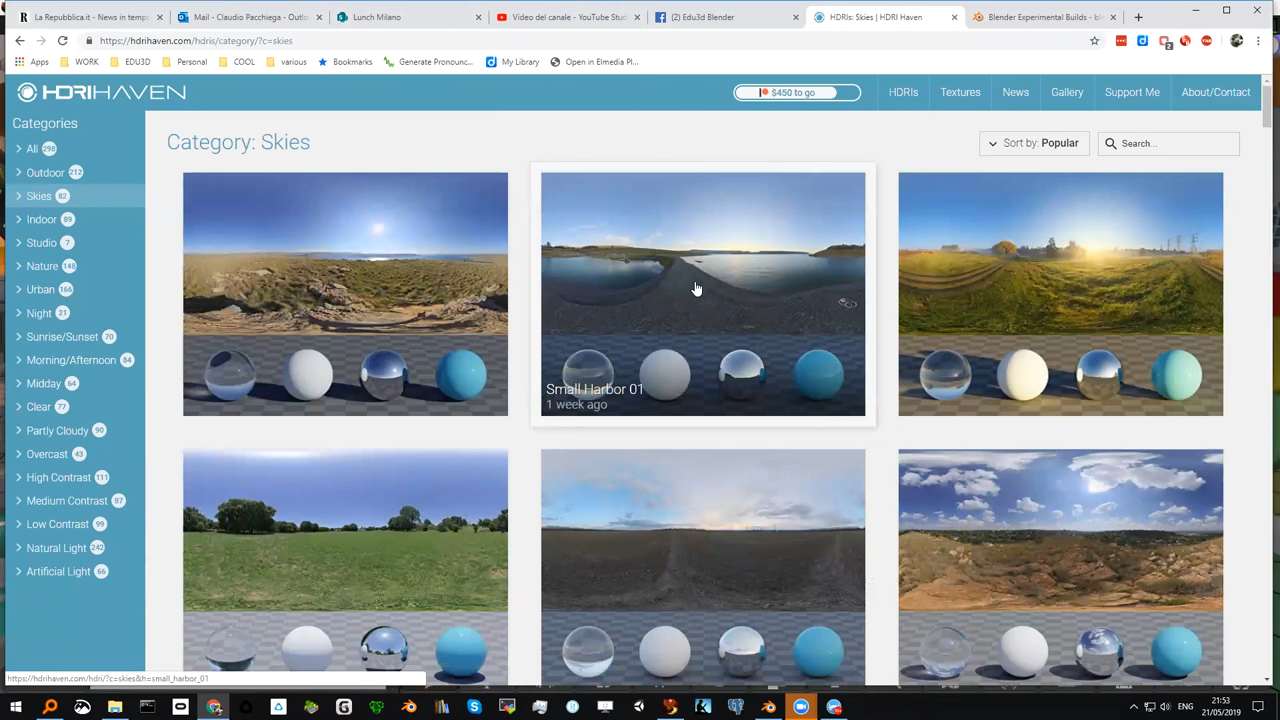 La Repubblica.it - News in temp
Mail - Claudio Pacchiega - Outlo
Lunch Milano
Video del canale - YouTube Stud
(2) Edu3d Blender
HDRIs: Skies | HDRI Haven
Blender Experimental Builds - ble
https://hdrihaven.com/hdris/category/?c=skies
Apps
WORK
EDU3D
Personal
COOL
various
Bookmarks
Generate Pronounc...
My Library
Open in Elmedia Pl...
HDRIHAVEN
$450 to go
HDRIs
Textures
News
Gallery
Support Me
About/Contact
Categories
All 298
Outdoor 212
Skies 82
Indoor 89
Studio 7
Nature 148
Urban 166
Night 21
Sunrise/Sunset 70
Morning/Afternoon 84
Midday 64
Clear 77
Partly Cloudy 90
Overcast 43
High Contrast 111
Medium Contrast 87
Low Contrast 99
Natural Light 242
Artificial Light 66
Category: Skies
Sort by: Popular
Search...
Small Harbor 01
1 week ago
https://hdrihaven.com/hdri/?c=skies&h=small_harbor_01
21:53
21/05/2019